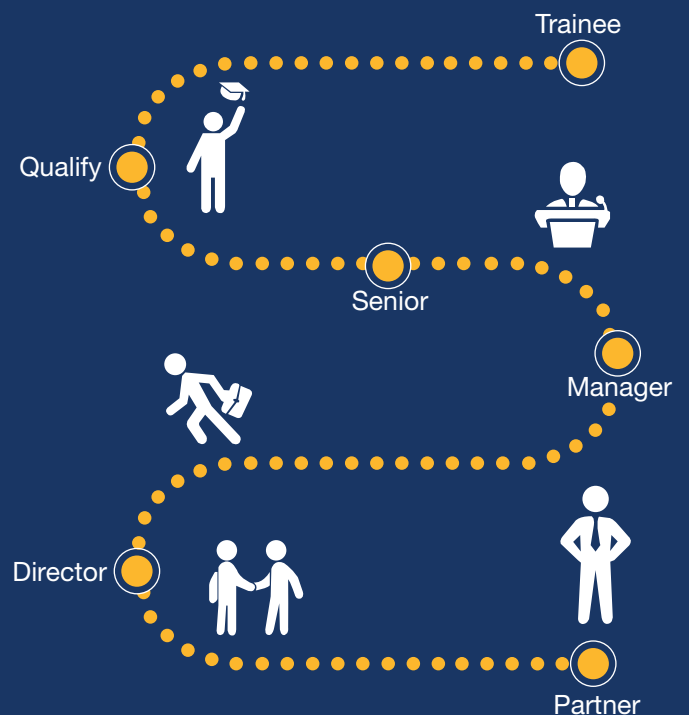 Trainee
Qualify
Senior
Manager
Director
Partner